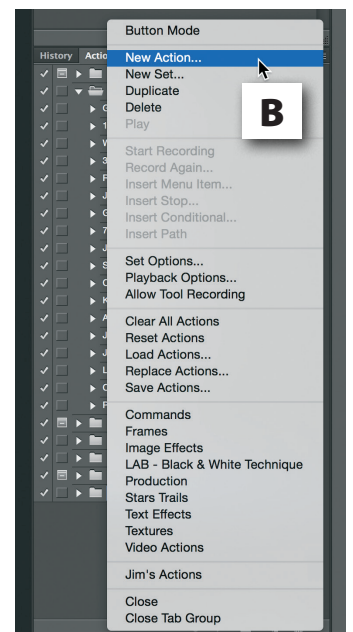 Button Mode
History Actio
New Action...
New Set...
Duplicate
Delete
Play
B
Start Recording
Record Again...
Insert Menu Item...
Insert Stop...
Insert Conditional...
Insert Path
Set Options...
Playback Options...
Allow Tool Recording
Clear All Actions
Reset Actions
Load Actions...
Replace Actions...
Save Actions...
Commands
Frames
Image Effects
LAB - Black & White Technique
Production
Stars Trails
Text Effects
Textures
Video Actions
Jim's Actions
Close
Close Tab Group